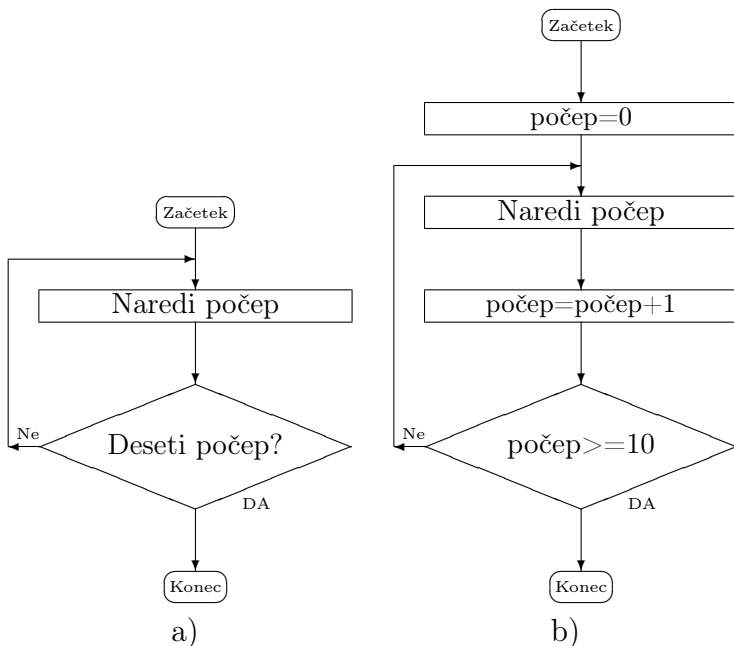 Začetek
Naredi počep
Ne
Deseti počep?
DA
Konec
a)
Začetek
počep=0
Naredi počep
počep=počep+1
Ne
počep>=10
DA
Konec
b)